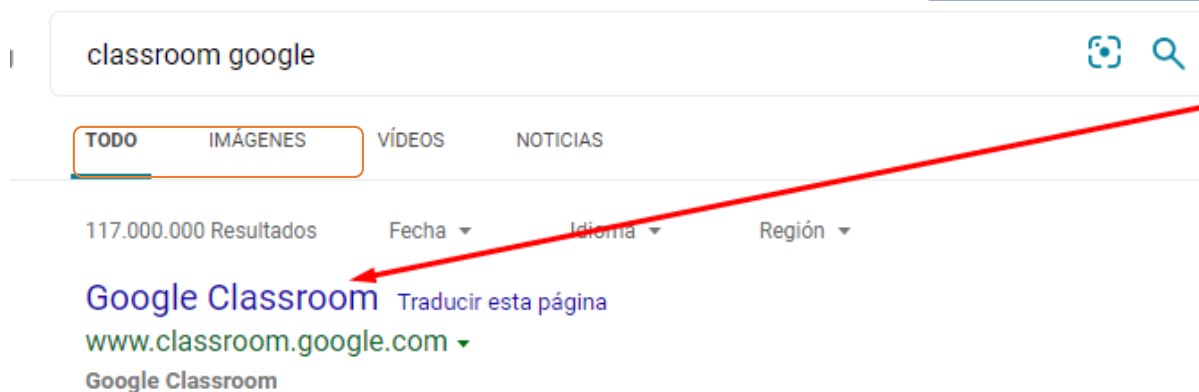 classroom google
TODO IMÁGENES VÍDEOS NOTICIAS
117.000.000 Resultados Fecha Idioma Región
Google Classroom Traducir esta página
www.classroom.google.com
Google Classroom